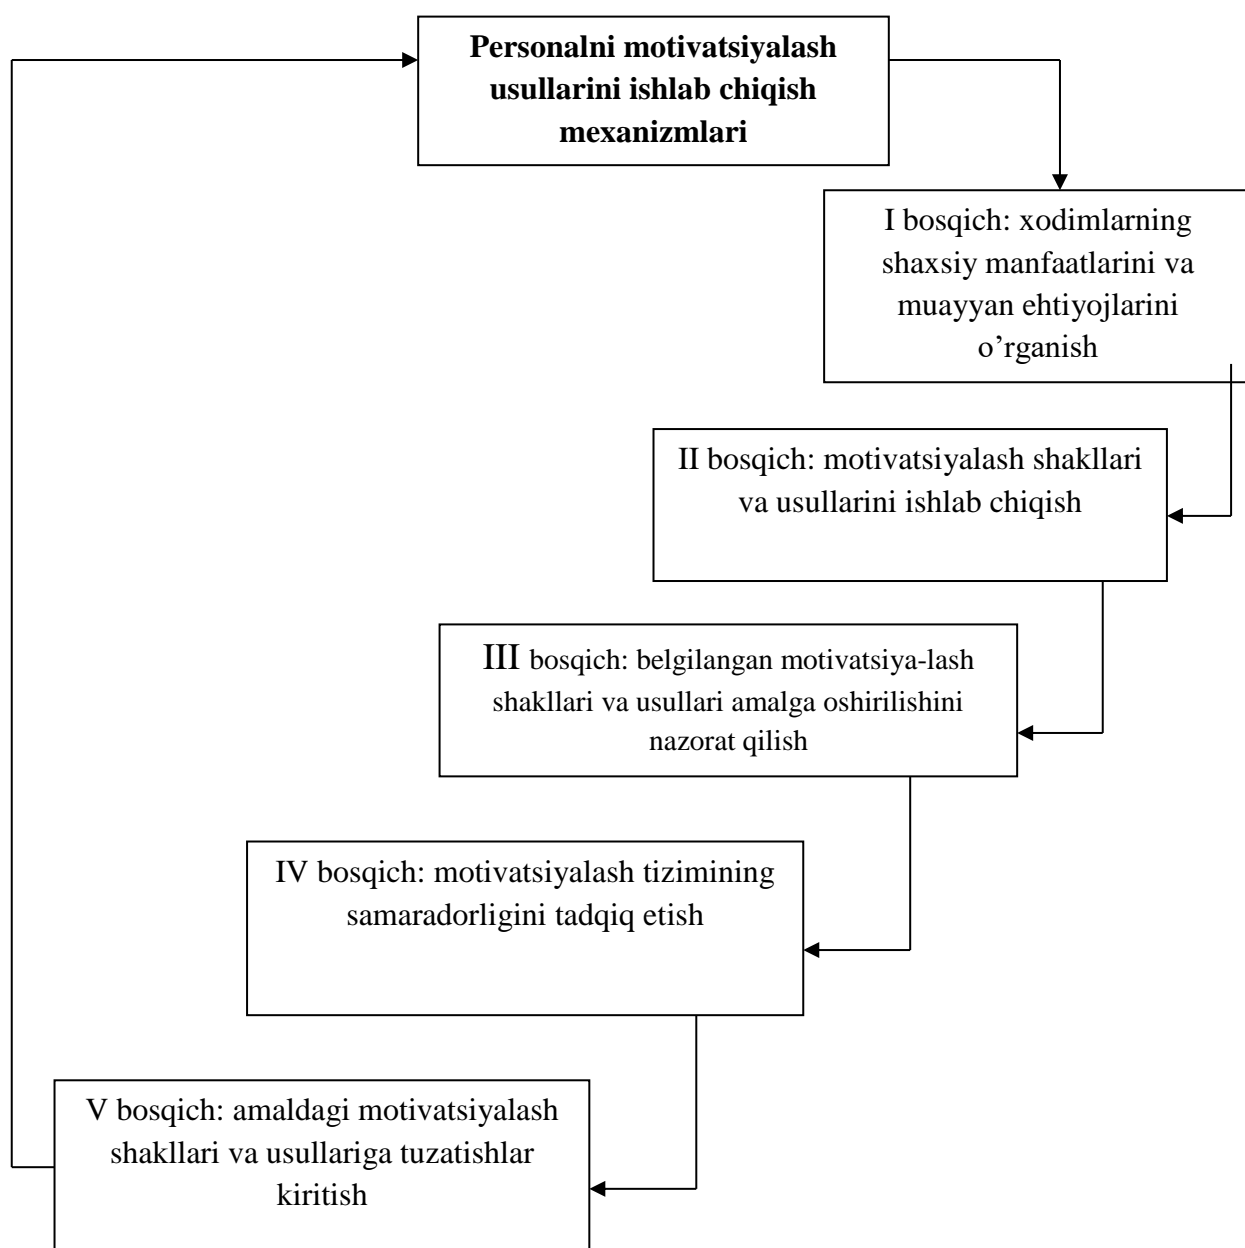 Personalni motivatsiyalash
usullarini ishlab chiqish
mexanizmlari
I bosqich: xodimlarning
shaxsiy manfaatlarini va
muayyan ehtiyojlarini
o’rganish
II bosqich: motivatsiyalash shakllari
va usullarini ishlab chiqish
III bosqich: belgilangan motivatsiya-lash
shakllari va usullari amalga oshirilishini
nazorat qilish
IV bosqich: motivatsiyalash tizimining
samaradorligini tadqiq etish
V bosqich: amaldagi motivatsiyalash
shakllari va usullariga tuzatishlar
kiritish